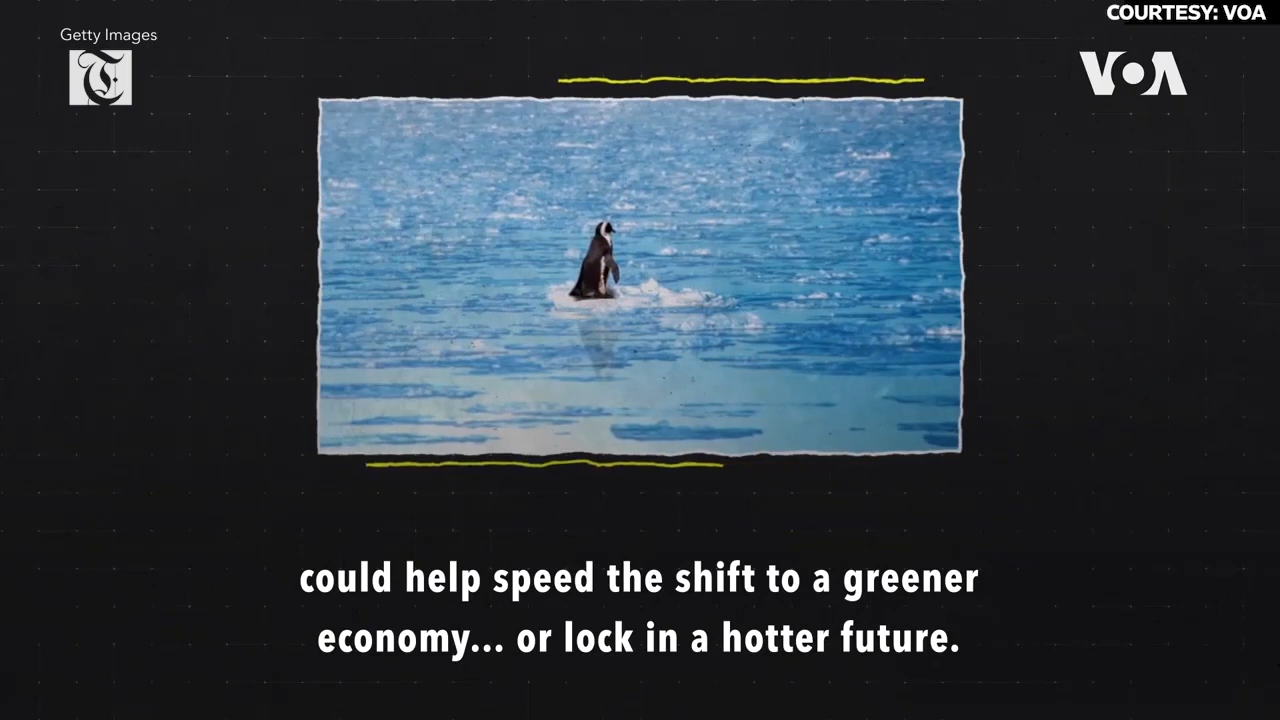 COURTESY: VOA
Getty Images
T
VOA
could help speed the shift to a greener
economy... or lock in a hotter future.